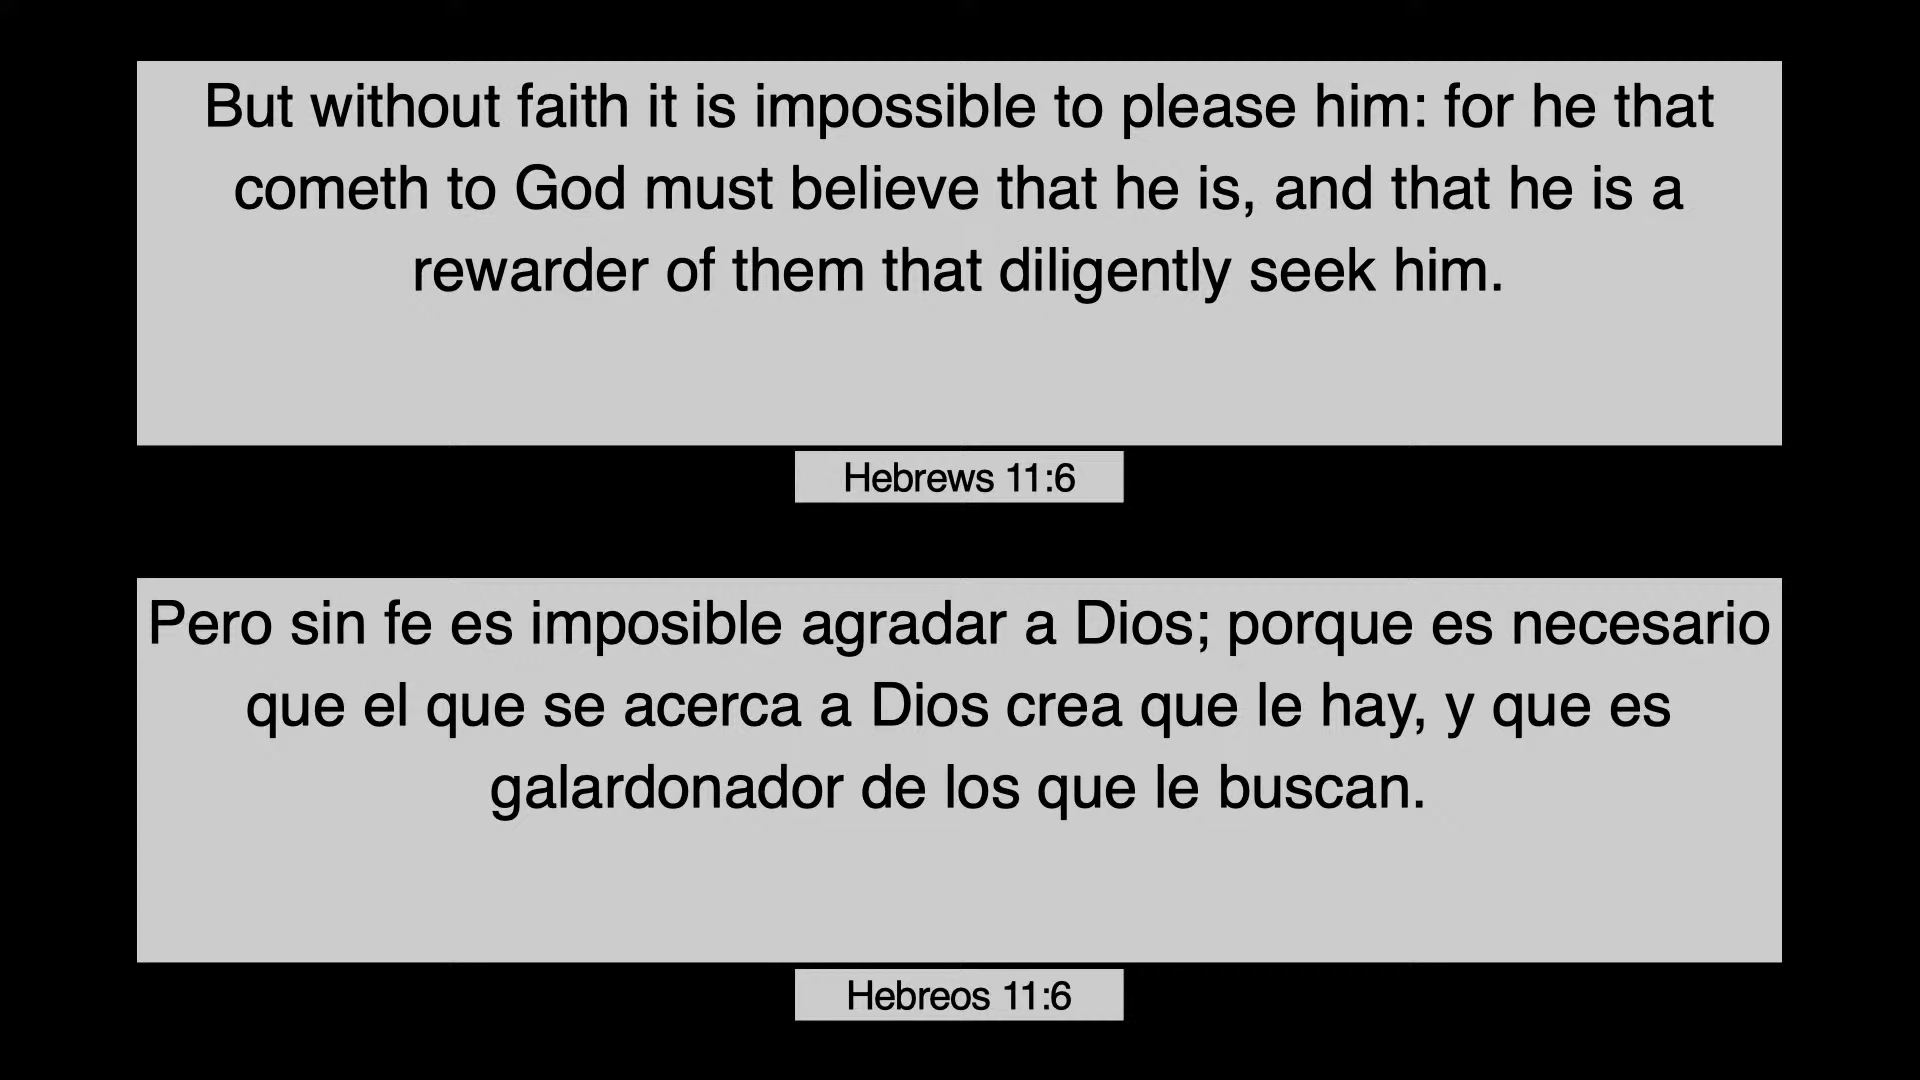 But without faith it is impossible to please him: for he that
cometh to God must believe that he is, and that he is a
rewarder of them that diligently seek him.
Hebrews 11:6
Pero sin fe es imposible agradar a Dios; porque es necesario
que el que se acerca a Dios crea que le hay, y que es
galardonador de los que le buscan.
Hebreos 11:6